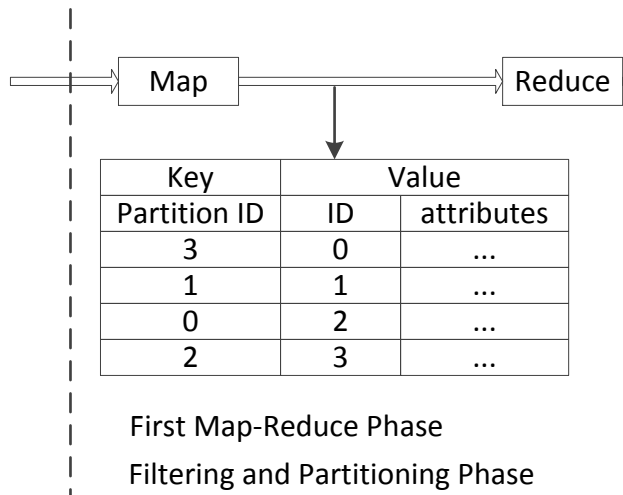 Map Reduce
Key Value
Partition ID ID attributes
3 0 ...
1 1 ...
0 2 ...
2 3 ...
First Map-Reduce Phase
Filtering and Partitioning Phase